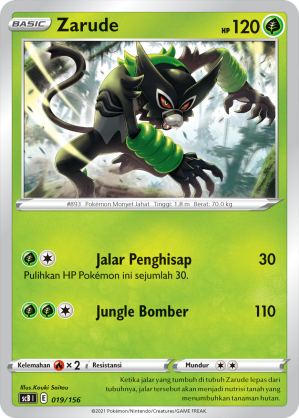 BASIC Zarude HP 120
#893 Pokémon Monyet Jahat. Tinggi: 1.8 m Berat: 70.0 kg
Jalar Penghisap 30
Pulihkan HP Pokémon ini sejumlah 30.
Jungle Bomber 110
Kelemahan × 2 Resistansi Mundur
Illus. Kouki Saitou
sc3 I E 019/156
Ketika jalar yang tumbuh di tubuh Zarude lepas dari
tubuhnya, jalar tersebut akan menjadi nutrisi tanah yang
membuat tanaman hutan tumbuh.
©2021 Pokémon/Nintendo/Creatures/GAME FREAK.